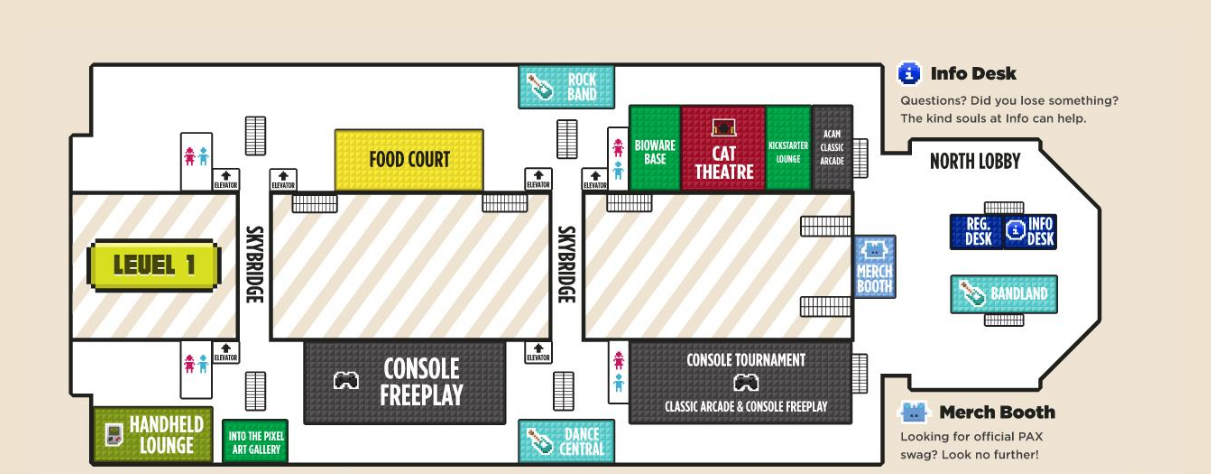 ROCK
BAND
Info Desk
Questions? Did you lose something?
The kind souls at Info can help.
FOOD COURT
BIOWARE
BASE
CAT
THEATRE
KICKSTARTER
LOUNGE
ACAM
CLASSIC
ARCADE
NORTH LOBBY
ELEVATOR
ELEVATOR
ELEVATOR
ELEVATOR
LEVEL 1
SKYBRIDGE
SKYBRIDGE
MERCH
BOOTH
REG.
DESK
INFO
DESK
BANDLAND
ELEVATOR
ELEVATOR
CONSOLE
FREEPLAY
CONSOLE TOURNAMENT
CLASSIC ARCADE & CONSOLE FREEPLAY
HANDHELD
LOUNGE
INTO THE PIXEL
ART GALLERY
DANCE
CENTRAL
Merch Booth
Looking for official PAX
swag? Look no further!